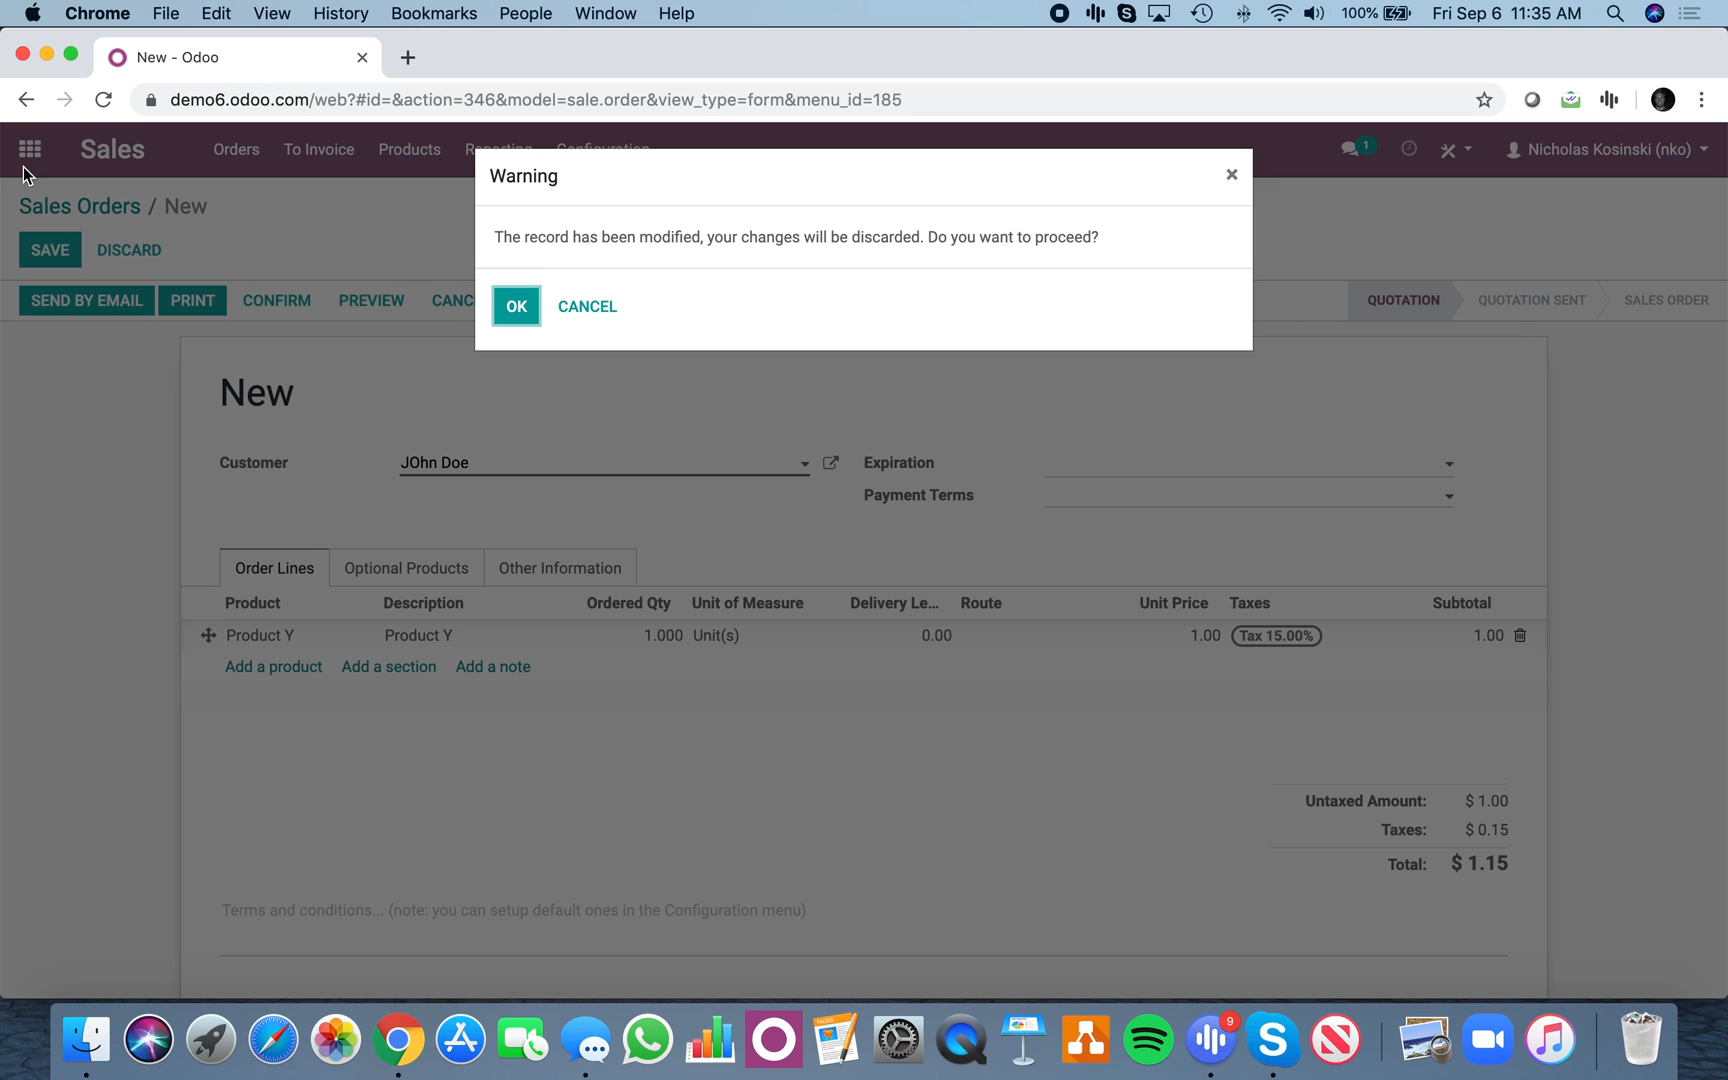 Chrome File Edit View History Bookmarks People Window Help 100% Fri Sep 6 11:35 AM
New - Odoo
demo6.odoo.com/web?#id=&action=346&model=sale.order&view_type=form&menu_id=185
Sales Orders To Invoice Products Reporting Configuration 1 Nicholas Kosinski (nko)
Warning
Sales Orders / New
The record has been modified, your changes will be discarded. Do you want to proceed?
SAVE DISCARD
SEND BY EMAIL PRINT CONFIRM PREVIEW CANC
OK CANCEL
QUOTATION QUOTATION SENT SALES ORDER
New
Customer JOhn Doe Expiration
Payment Terms
Order Lines Optional Products Other Information
Product Description Ordered Qty Unit of Measure Delivery Le... Route Unit Price Taxes Subtotal
Product Y Product Y 1.000 Unit(s) 0.00 1.00 Tax 15.00% 1.00
Add a product Add a section Add a note
Untaxed Amount: $ 1.00
Taxes: $ 0.15
Total: $ 1.15
Terms and conditions... (note: you can setup default ones in the Configuration menu)
9
PAGES